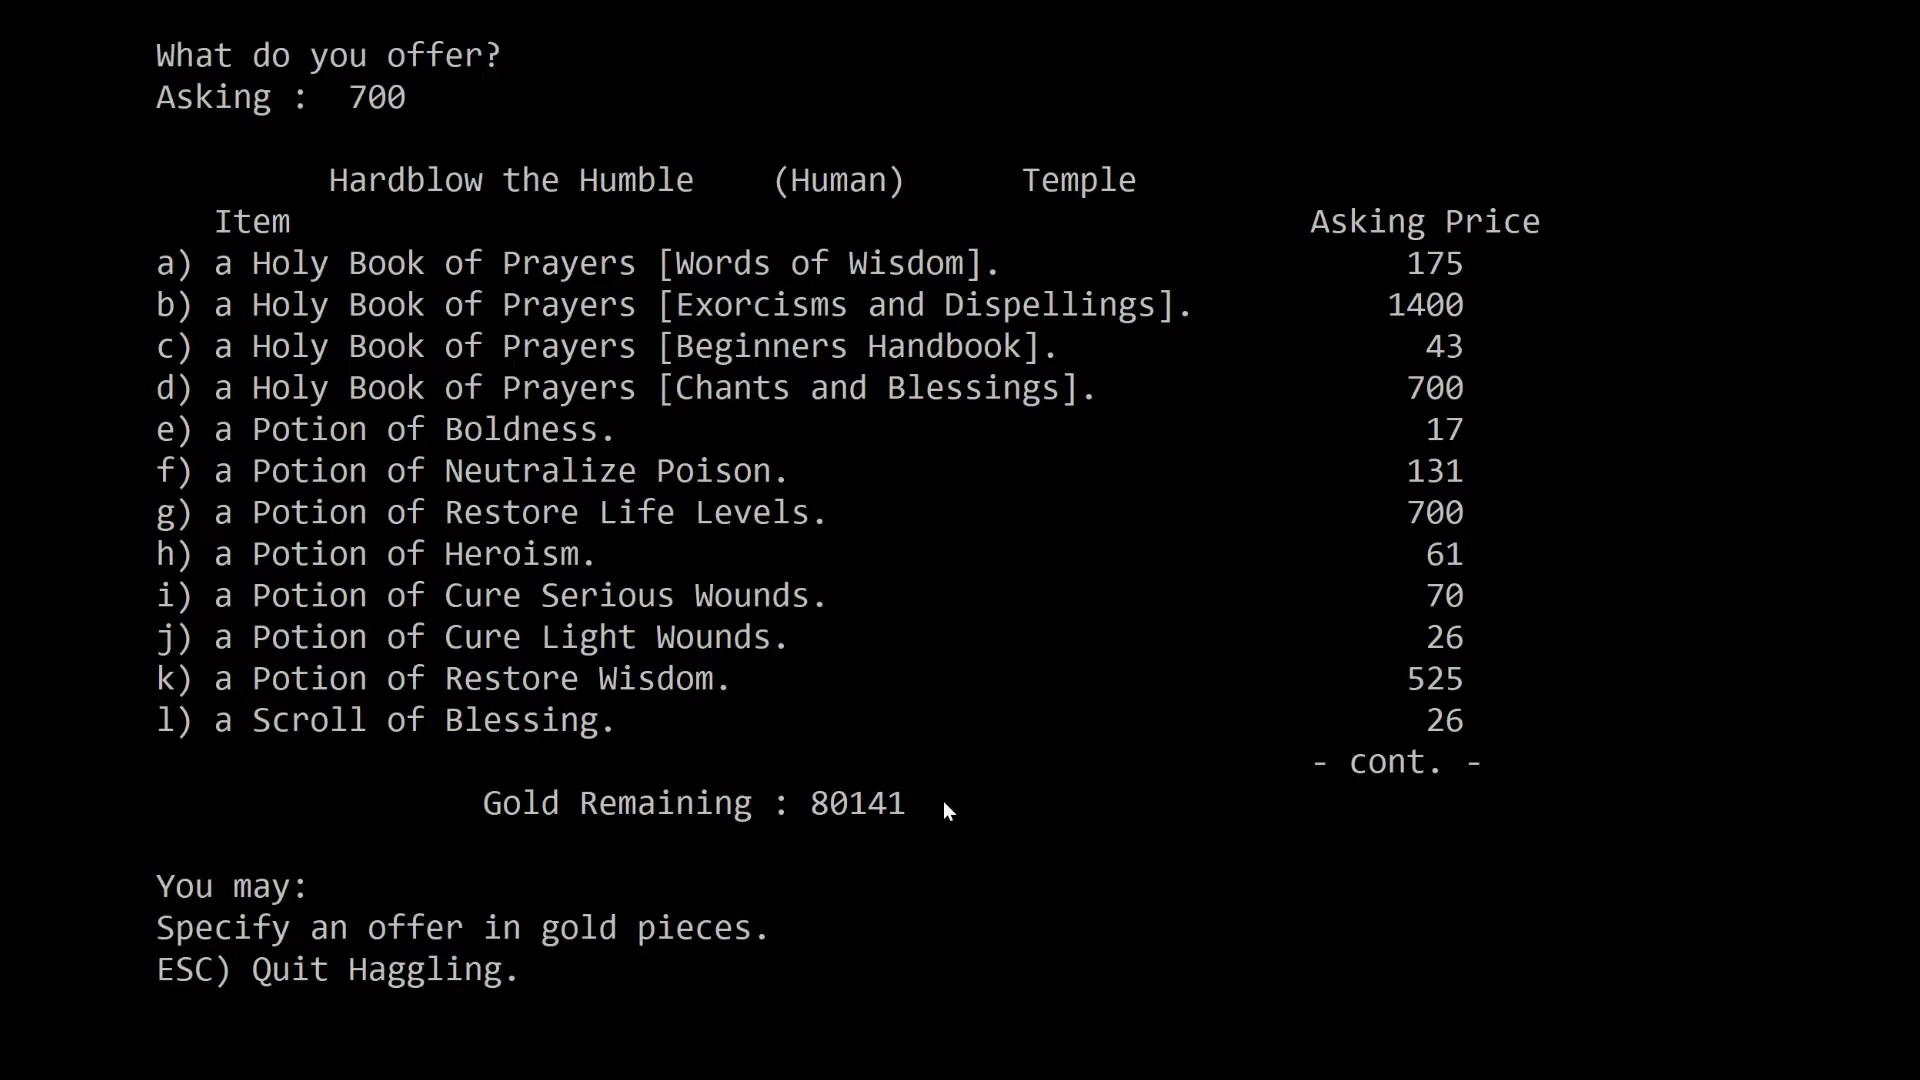 What do you offer?
Asking :  700
Hardblow the Humble    (Human)      Temple
Item                                                     Asking Price
a) a Holy Book of Prayers [Words of Wisdom].                     175
b) a Holy Book of Prayers [Exorcisms and Dispellings].          1400
c) a Holy Book of Prayers [Beginners Handbook].                   43
d) a Holy Book of Prayers [Chants and Blessings].                700
e) a Potion of Boldness.                                          17
f) a Potion of Neutralize Poison.                                131
g) a Potion of Restore Life Levels.                              700
h) a Potion of Heroism.                                           61
i) a Potion of Cure Serious Wounds.                               70
j) a Potion of Cure Light Wounds.                                 26
k) a Potion of Restore Wisdom.                                   525
l) a Scroll of Blessing.                                          26
- cont. -
Gold Remaining : 80141
You may:
Specify an offer in gold pieces.
ESC) Quit Haggling.